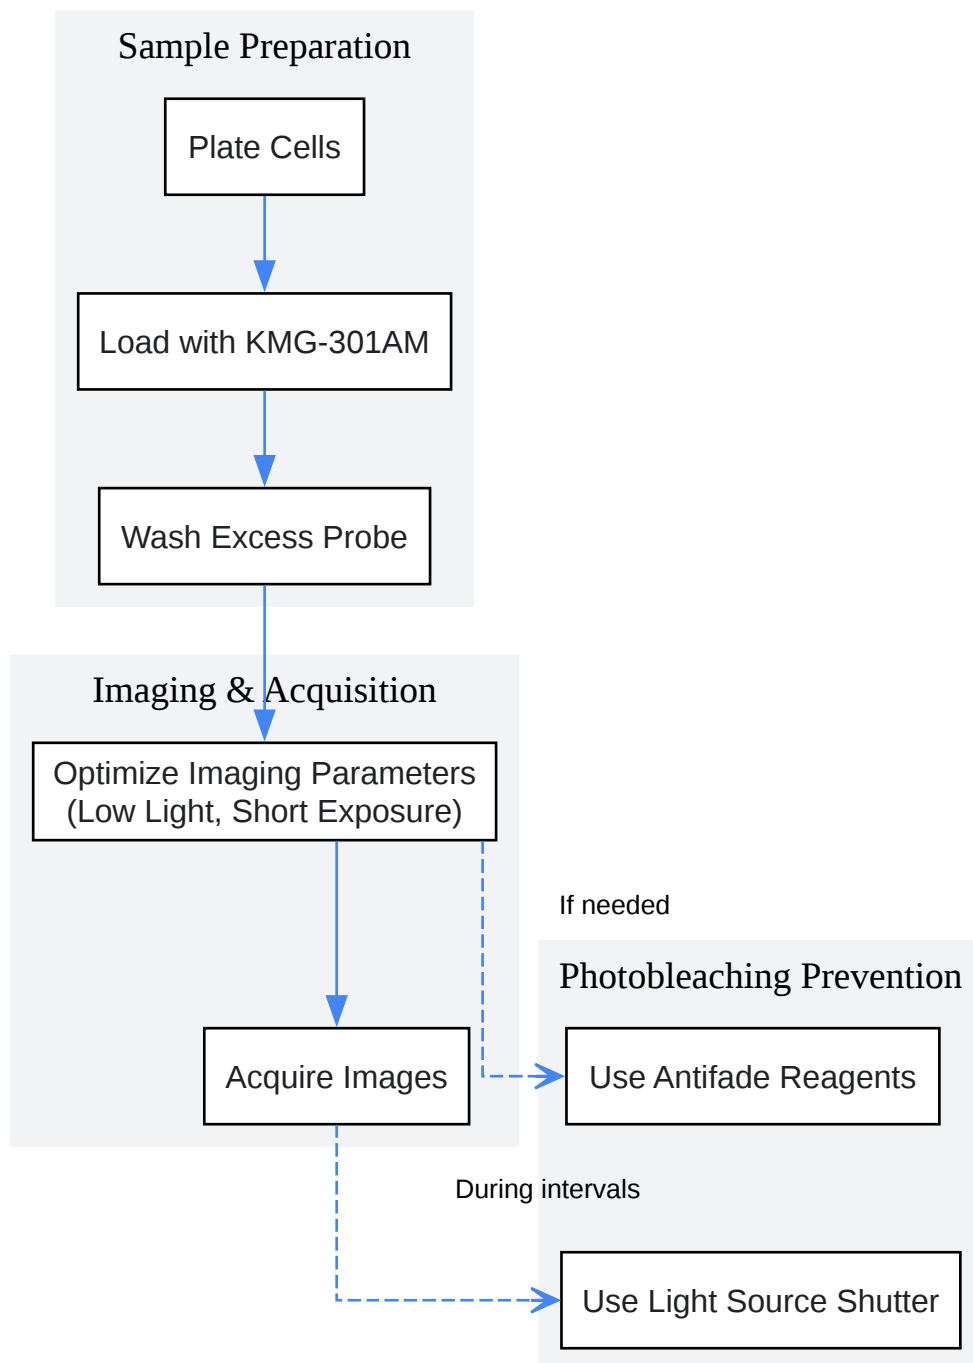 Sample Preparation
Plate Cells
Load with KMG-301AM
Wash Excess Probe
Imaging & Acquisition
Optimize Imaging Parameters
(Low Light, Short Exposure)
If needed
Photobleaching Prevention
Acquire Images
Use Antifade Reagents
During intervals
Use Light Source Shutter